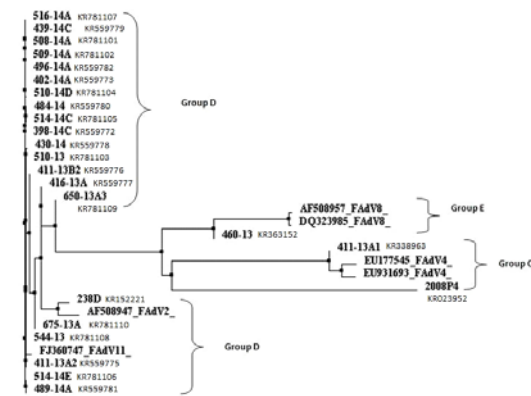 516-14A KR781107
439-14C KR559779
508-14A KR781101
509-14A KR781102
496-14A KR559782
402-14A KR559773
510-14D KR781104
484-14 KR559780
514-14C KR781105
398-14C KR559772
430-14 KR559778
510-13 KR781103
411-13B2 KR559776
416-13A KR559777
650-13A3
KR781109
Group D
AF508957_FAdV8_
DQ323985_FAdV8_
460-13 KR363152
Group E
411-13A1 KR338963
EU177545_FAdV4_
EU931693_FAdV4_
2008P4
KR023952
Group C
238D KR152221
AF508947_FAdV2_
675-13A KR781110
544-13 KR781108
FJ360747_FAdV11_
411-13A2 KR559775
514-14E KR781106
489-14A KR559781
Group D